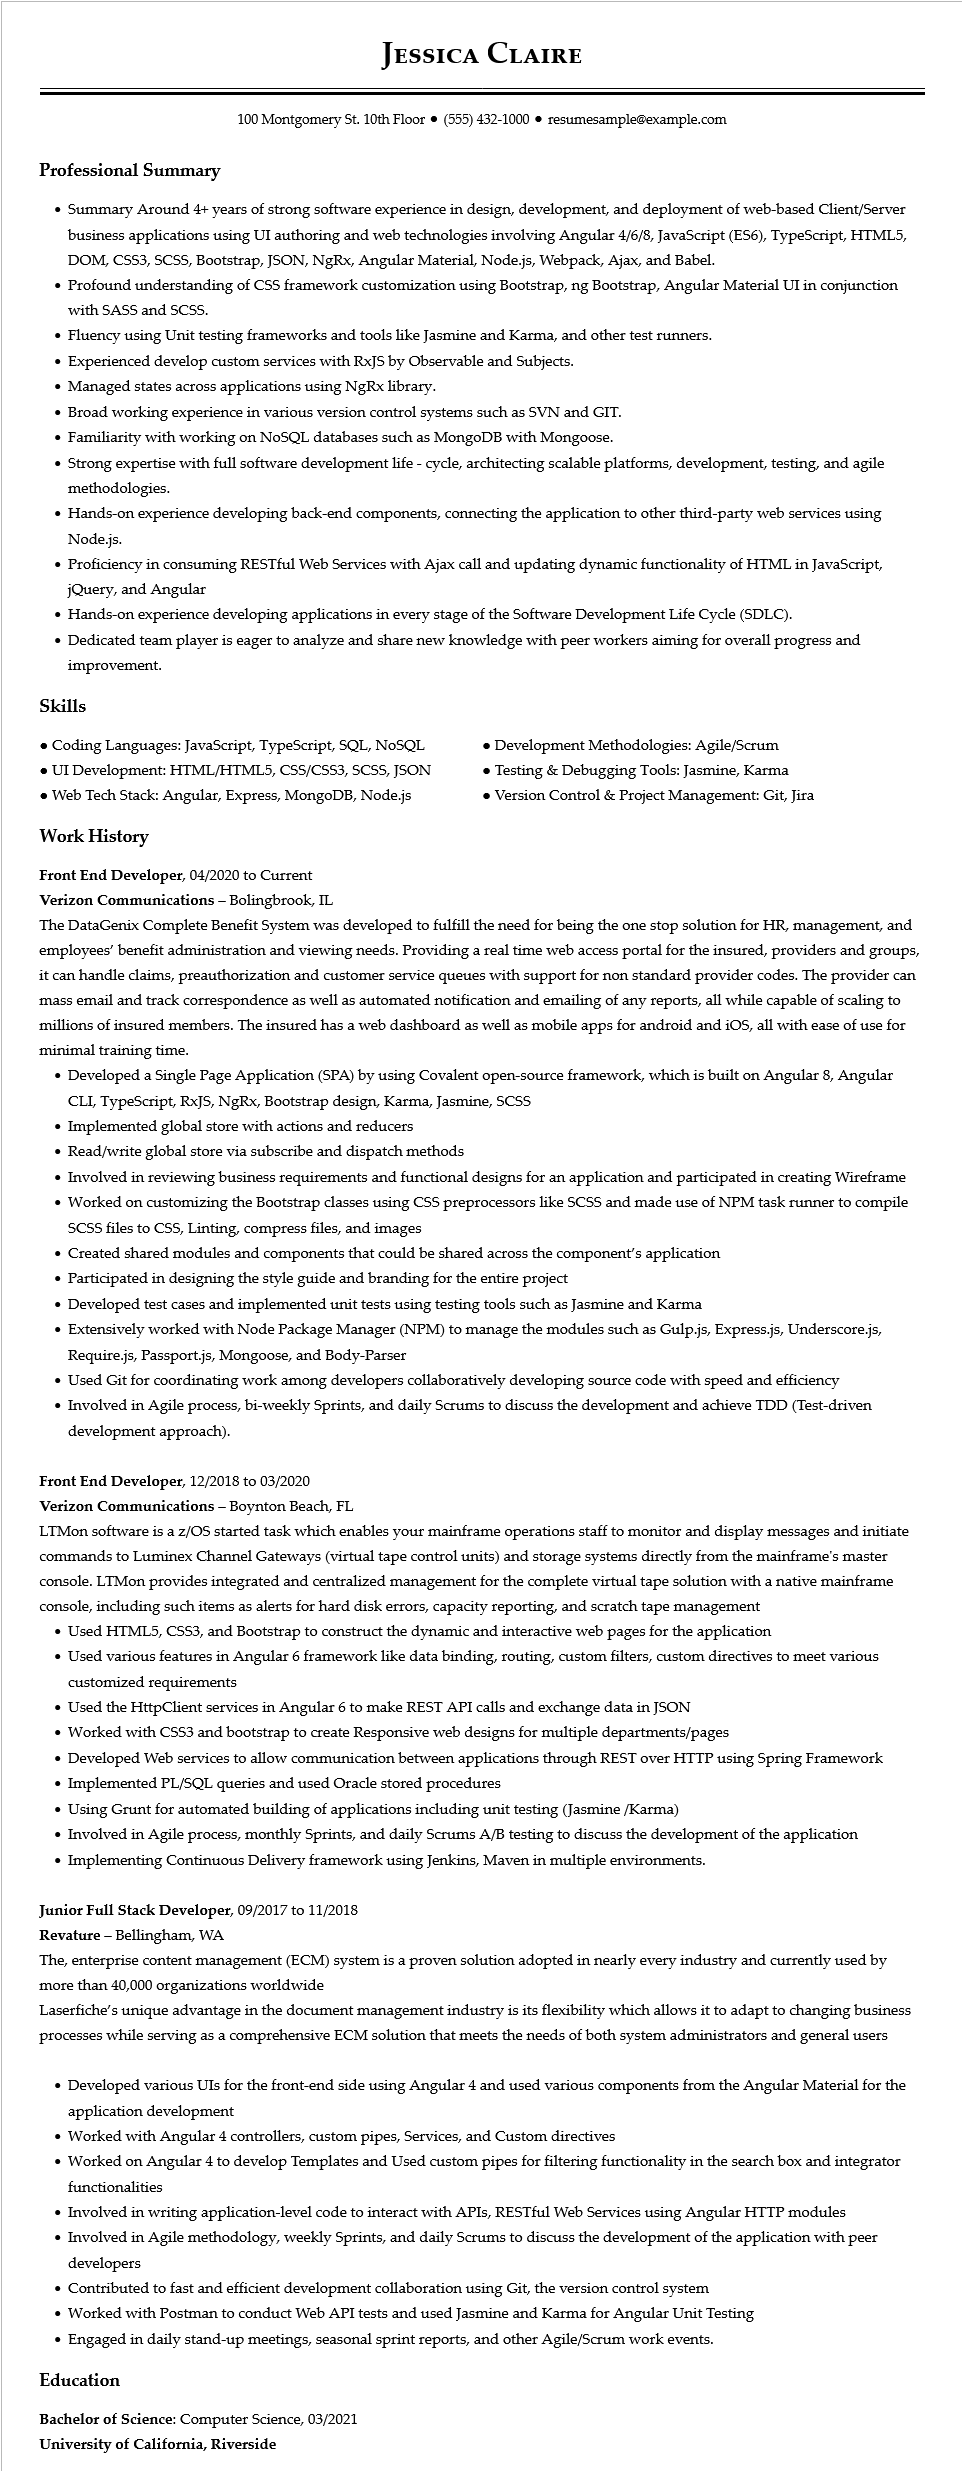 Jessica Claire
100 Montgomery St. 10th Floor ● (555) 432-1000 ● resumesample@example.com
Professional Summary
• Summary Around 4+ years of strong software experience in design, development, and deployment of web-based Client/Server
business applications using UI authoring and web technologies involving Angular 4/6/8, JavaScript (ES6), TypeScript, HTML5,
DOM, CSS3, SCSS, Bootstrap, JSON, NgRx, Angular Material, Node.js, Webpack, Ajax, and Babel.
• Profound understanding of CSS framework customization using Bootstrap, ng Bootstrap, Angular Material UI in conjunction
with SASS and SCSS.
• Fluency using Unit testing frameworks and tools like Jasmine and Karma, and other test runners.
• Experienced develop custom services with RxJS by Observable and Subjects.
• Managed states across applications using NgRx library.
• Broad working experience in various version control systems such as SVN and GIT.
• Familiarity with working on NoSQL databases such as MongoDB with Mongoose.
• Strong expertise with full software development life - cycle, architecting scalable platforms, development, testing, and agile
methodologies.
• Hands-on experience developing back-end components, connecting the application to other third-party web services using
Node.js.
• Proficiency in consuming RESTful Web Services with Ajax call and updating dynamic functionality of HTML in JavaScript,
jQuery, and Angular
• Hands-on experience developing applications in every stage of the Software Development Life Cycle (SDLC).
• Dedicated team player is eager to analyze and share new knowledge with peer workers aiming for overall progress and
improvement.
Skills
● Coding Languages: JavaScript, TypeScript, SQL, NoSQL
● UI Development: HTML/HTML5, CSS/CSS3, SCSS, JSON
● Web Tech Stack: Angular, Express, MongoDB, Node.js
● Development Methodologies: Agile/Scrum
● Testing & Debugging Tools: Jasmine, Karma
● Version Control & Project Management: Git, Jira
Work History
Front End Developer, 04/2020 to Current
Verizon Communications – Bolingbrook, IL
The DataGenix Complete Benefit System was developed to fulfill the need for being the one stop solution for HR, management, and
employees’ benefit administration and viewing needs. Providing a real time web access portal for the insured, providers and groups,
it can handle claims, preauthorization and customer service queues with support for non standard provider codes. The provider can
mass email and track correspondence as well as automated notification and emailing of any reports, all while capable of scaling to
millions of insured members. The insured has a web dashboard as well as mobile apps for android and iOS, all with ease of use for
minimal training time.
• Developed a Single Page Application (SPA) by using Covalent open-source framework, which is built on Angular 8, Angular
CLI, TypeScript, RxJS, NgRx, Bootstrap design, Karma, Jasmine, SCSS
• Implemented global store with actions and reducers
• Read/write global store via subscribe and dispatch methods
• Involved in reviewing business requirements and functional designs for an application and participated in creating Wireframe
• Worked on customizing the Bootstrap classes using CSS preprocessors like SCSS and made use of NPM task runner to compile
SCSS files to CSS, Linting, compress files, and images
• Created shared modules and components that could be shared across the component’s application
• Participated in designing the style guide and branding for the entire project
• Developed test cases and implemented unit tests using testing tools such as Jasmine and Karma
• Extensively worked with Node Package Manager (NPM) to manage the modules such as Gulp.js, Express.js, Underscore.js,
Require.js, Passport.js, Mongoose, and Body-Parser
• Used Git for coordinating work among developers collaboratively developing source code with speed and efficiency
• Involved in Agile process, bi-weekly Sprints, and daily Scrums to discuss the development and achieve TDD (Test-driven
development approach).
Front End Developer, 12/2018 to 03/2020
Verizon Communications – Boynton Beach, FL
LTMon software is a z/OS started task which enables your mainframe operations staff to monitor and display messages and initiate
commands to Luminex Channel Gateways (virtual tape control units) and storage systems directly from the mainframe's master
console. LTMon provides integrated and centralized management for the complete virtual tape solution with a native mainframe
console, including such items as alerts for hard disk errors, capacity reporting, and scratch tape management
• Used HTML5, CSS3, and Bootstrap to construct the dynamic and interactive web pages for the application
• Used various features in Angular 6 framework like data binding, routing, custom filters, custom directives to meet various
customized requirements
• Used the HttpClient services in Angular 6 to make REST API calls and exchange data in JSON
• Worked with CSS3 and bootstrap to create Responsive web designs for multiple departments/pages
• Developed Web services to allow communication between applications through REST over HTTP using Spring Framework
• Implemented PL/SQL queries and used Oracle stored procedures
• Using Grunt for automated building of applications including unit testing (Jasmine /Karma)
• Involved in Agile process, monthly Sprints, and daily Scrums A/B testing to discuss the development of the application
• Implementing Continuous Delivery framework using Jenkins, Maven in multiple environments.
Junior Full Stack Developer, 09/2017 to 11/2018
Revature – Bellingham, WA
The, enterprise content management (ECM) system is a proven solution adopted in nearly every industry and currently used by
more than 40,000 organizations worldwide
Laserfiche’s unique advantage in the document management industry is its flexibility which allows it to adapt to changing business
processes while serving as a comprehensive ECM solution that meets the needs of both system administrators and general users
• Developed various UIs for the front-end side using Angular 4 and used various components from the Angular Material for the
application development
• Worked with Angular 4 controllers, custom pipes, Services, and Custom directives
• Worked on Angular 4 to develop Templates and Used custom pipes for filtering functionality in the search box and integrator
functionalities
• Involved in writing application-level code to interact with APIs, RESTful Web Services using Angular HTTP modules
• Involved in Agile methodology, weekly Sprints, and daily Scrums to discuss the development of the application with peer
developers
• Contributed to fast and efficient development collaboration using Git, the version control system
• Worked with Postman to conduct Web API tests and used Jasmine and Karma for Angular Unit Testing
• Engaged in daily stand-up meetings, seasonal sprint reports, and other Agile/Scrum work events.
Education
Bachelor of Science: Computer Science, 03/2021
University of California, Riverside